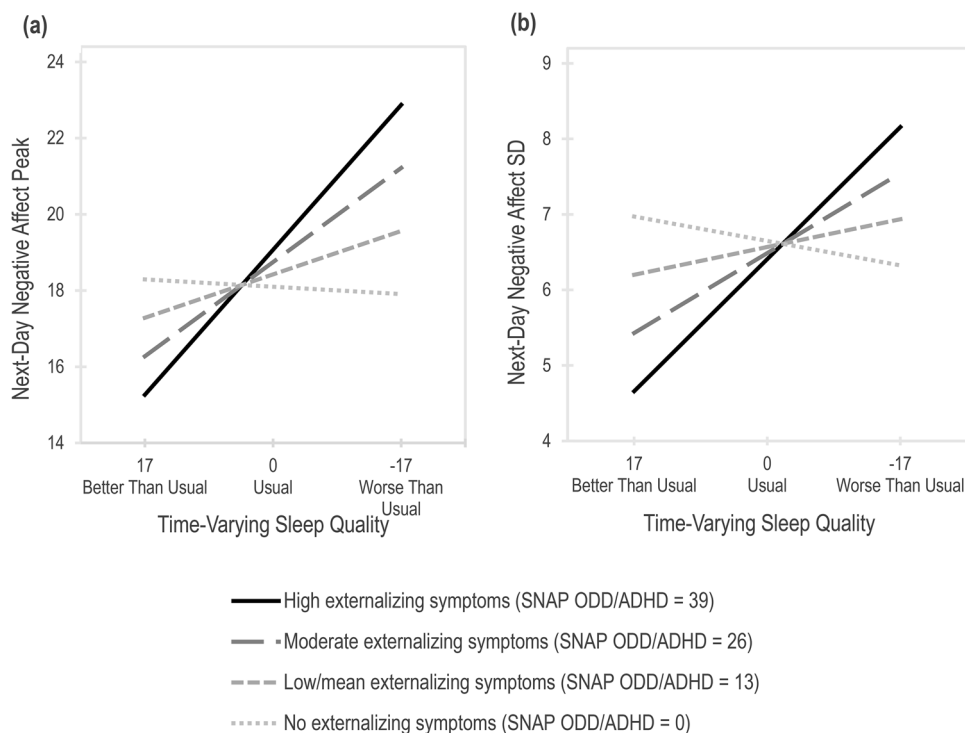 (a)
Next-Day Negative Affect Peak
24
22
20
18
16
14
17
0
-17
Better Than Usual
Usual
Worse Than
Usual
Time-Varying Sleep Quality
(b)
Next-Day Negative Affect SD
9
8
7
6
5
4
17
0
-17
Better Than Usual
Usual
Worse Than Usual
Time-Varying Sleep Quality
High externalizing symptoms (SNAP ODD/ADHD = 39)
Moderate externalizing symptoms (SNAP ODD/ADHD = 26)
Low/mean externalizing symptoms (SNAP ODD/ADHD = 13)
No externalizing symptoms (SNAP ODD/ADHD = 0)